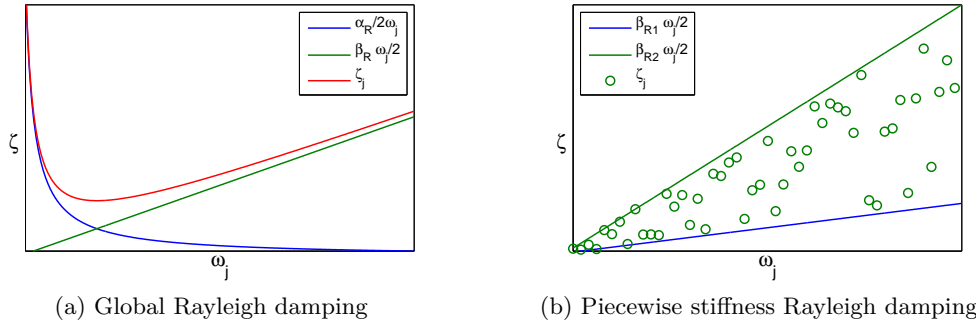 α_R/2ω_j
β_R ω_j/2
ζ_j
ζ
ω_j
(a) Global Rayleigh damping
β_R1 ω_j/2
β_R2 ω_j/2
ζ_j
ζ
ω_j
(b) Piecewise stiffness Rayleigh damping